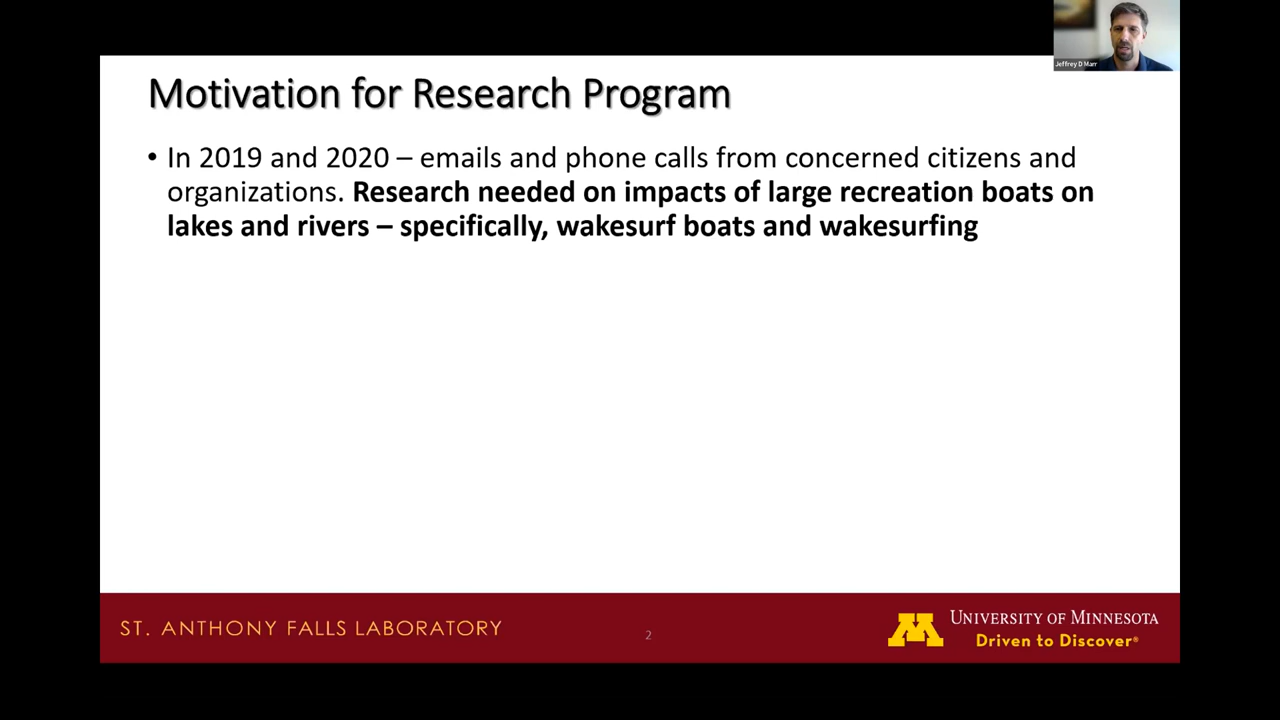 Jeffrey D Marr
Motivation for Research Program
• In 2019 and 2020 – emails and phone calls from concerned citizens and
organizations. Research needed on impacts of large recreation boats on
lakes and rivers – specifically, wakesurf boats and wakesurfing
ST. ANTHONY FALLS LABORATORY
2
M
UNIVERSITY OF MINNESOTA
Driven to Discover®